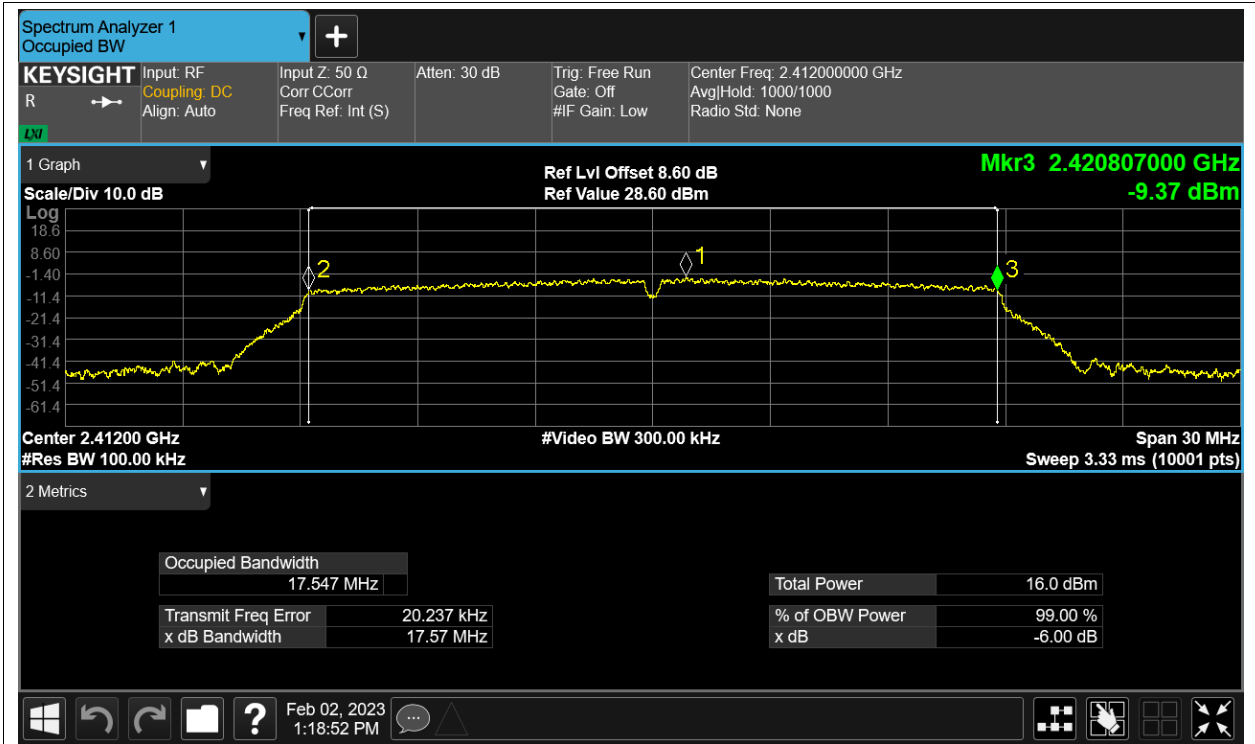 Spectrum Analyzer 1
Occupied BW
KEYSIGHT
R
LXI
Input: RF
Coupling: DC
Align: Auto
Input Z: 50 Ω
Corr CCorr
Freq Ref: Int (S)
Atten: 30 dB
Trig: Free Run
Gate: Off
#IF Gain: Low
Center Freq: 2.412000000 GHz
Avg|Hold: 1000/1000
Radio Std: None
1 Graph
Scale/Div 10.0 dB
Ref Lvl Offset 8.60 dB
Ref Value 28.60 dBm
Mkr3 2.420807000 GHz
-9.37 dBm
Log
18.6
8.60
-1.40
-11.4
-21.4
-31.4
-41.4
-51.4
-61.4
2
1
3
Center 2.41200 GHz
#Video BW 300.00 kHz
Span 30 MHz
#Res BW 100.00 kHz
Sweep 3.33 ms (10001 pts)
2 Metrics
Occupied Bandwidth
17.547 MHz
Total Power 16.0 dBm
Transmit Freq Error 20.237 kHz
% of OBW Power 99.00 %
x dB Bandwidth 17.57 MHz
x dB -6.00 dB
?
Feb 02, 2023
1:18:52 PM